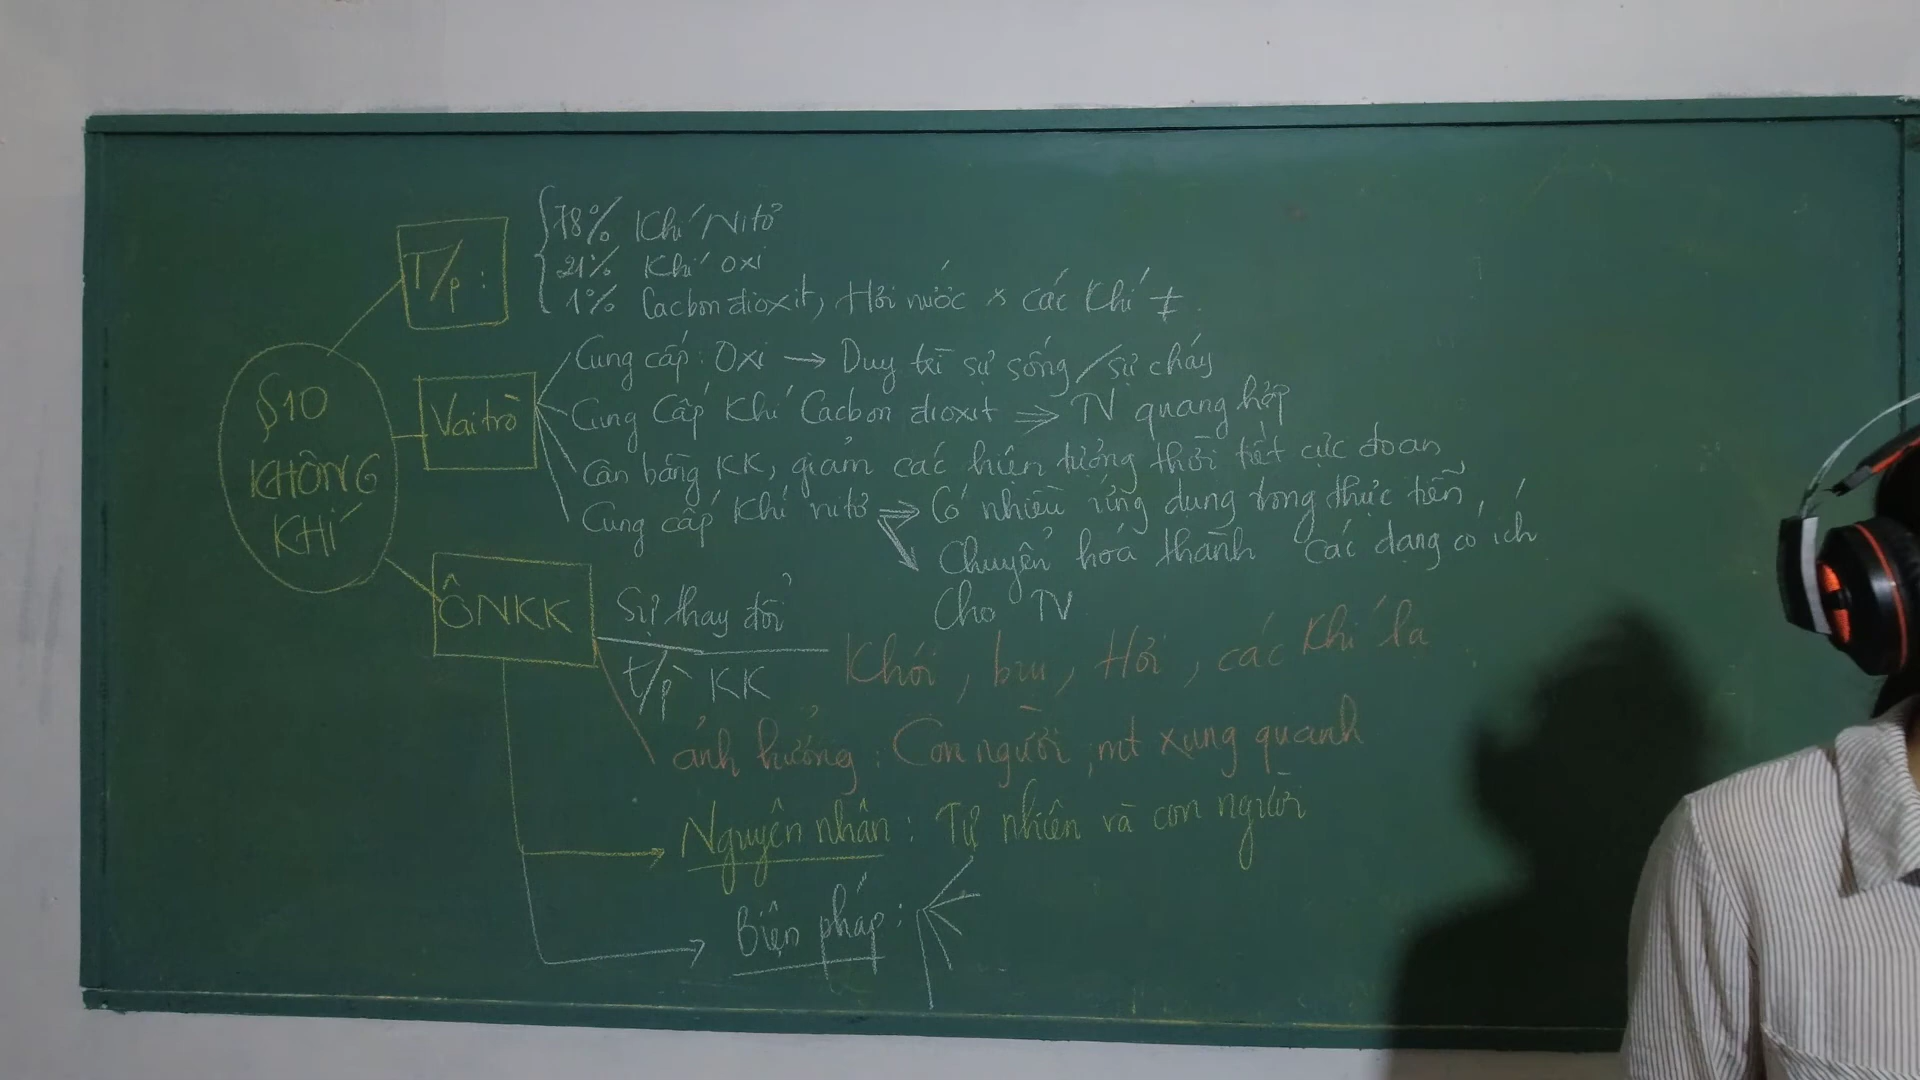 §10
KHÔNG
KHÍ
T/p:
78% Khí Nitơ
21% Khí Oxi
1% Cacbon đioxit, Hơi nước x các Khí ‡.
Vai trò
Cung cấp: Oxi → Duy trì sự sống / sự cháy
Cung Cấp Khí Cacbon đioxit ⇒ TV quang hợp
Cân bằng KK, giảm các hiện tượng thời tiết cực đoan
Cung cấp Khí nitơ ⇒ Có nhiều ứng dụng trong thực tiễn,
Chuyển hoá thành các dạng có ích
Cho TV
ÔNKK
Sự thay đổi
t/p KK
Khói, bụi, Hơi, các Khí lạ
ảnh hưởng: Con người, mt xung quanh
Nguyên nhân: Tự nhiên và con người
Biện pháp: